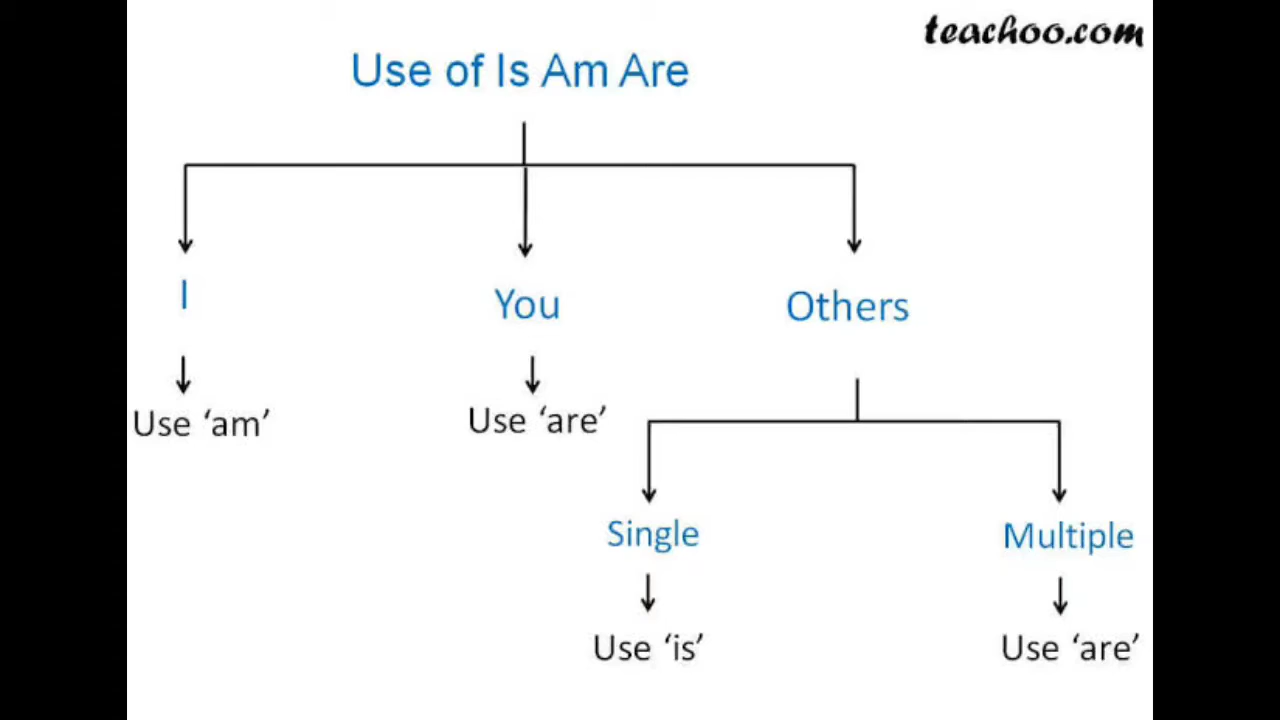 teachoo.com
Use of Is Am Are
I
You
Others
Use ‘am’
Use ‘are’
Single
Multiple
Use ‘is’
Use ‘are’